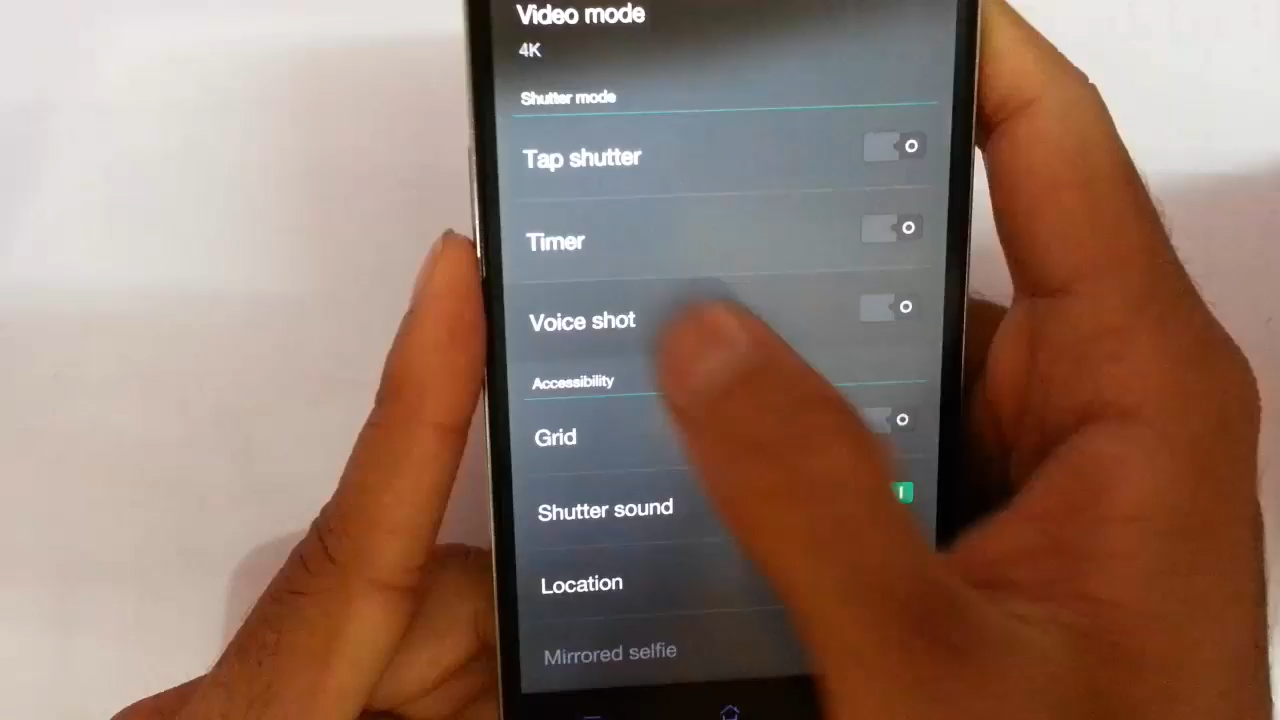 Video mode
4K
Shutter mode
Tap shutter
Timer
Voice shot
Accessibility
Grid
Shutter sound
Location
Mirrored selfie